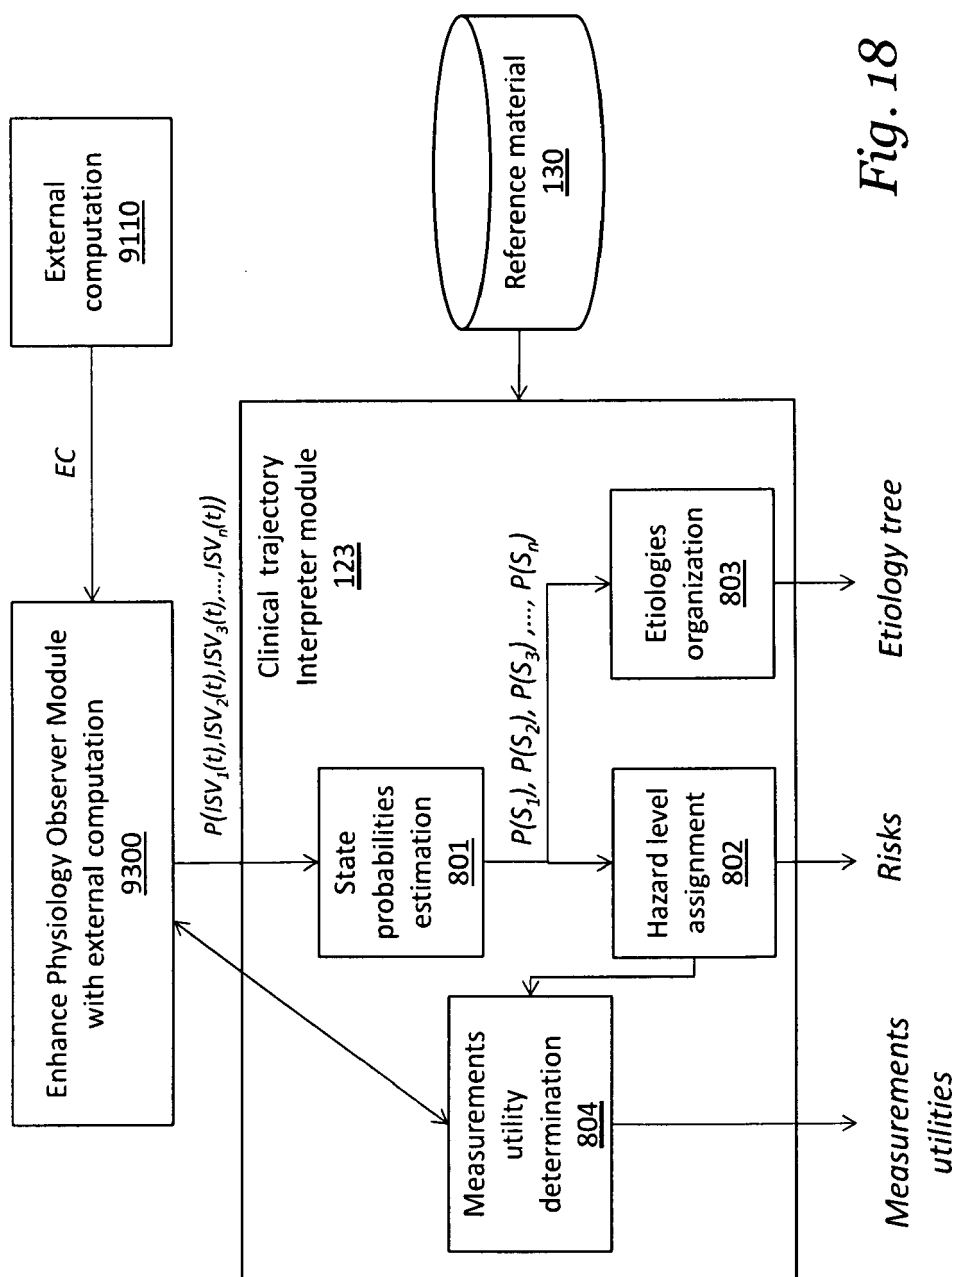 External
computation
9110
EC
Enhance Physiology Observer Module
with external computation
9300
P(ISV₁(t),ISV₂(t),ISV₃(t),...,ISVₙ(t))
Clinical trajectory
Interpreter module
123
Reference material
130
State
probabilities
estimation
801
P(S₁), P(S₂), P(S₃) ,..., P(Sₙ)
Measurements
utility
determination
804
Hazard level
assignment
802
Etiologies
organization
803
Measurements
utilities
Risks
Etiology tree
Fig. 18